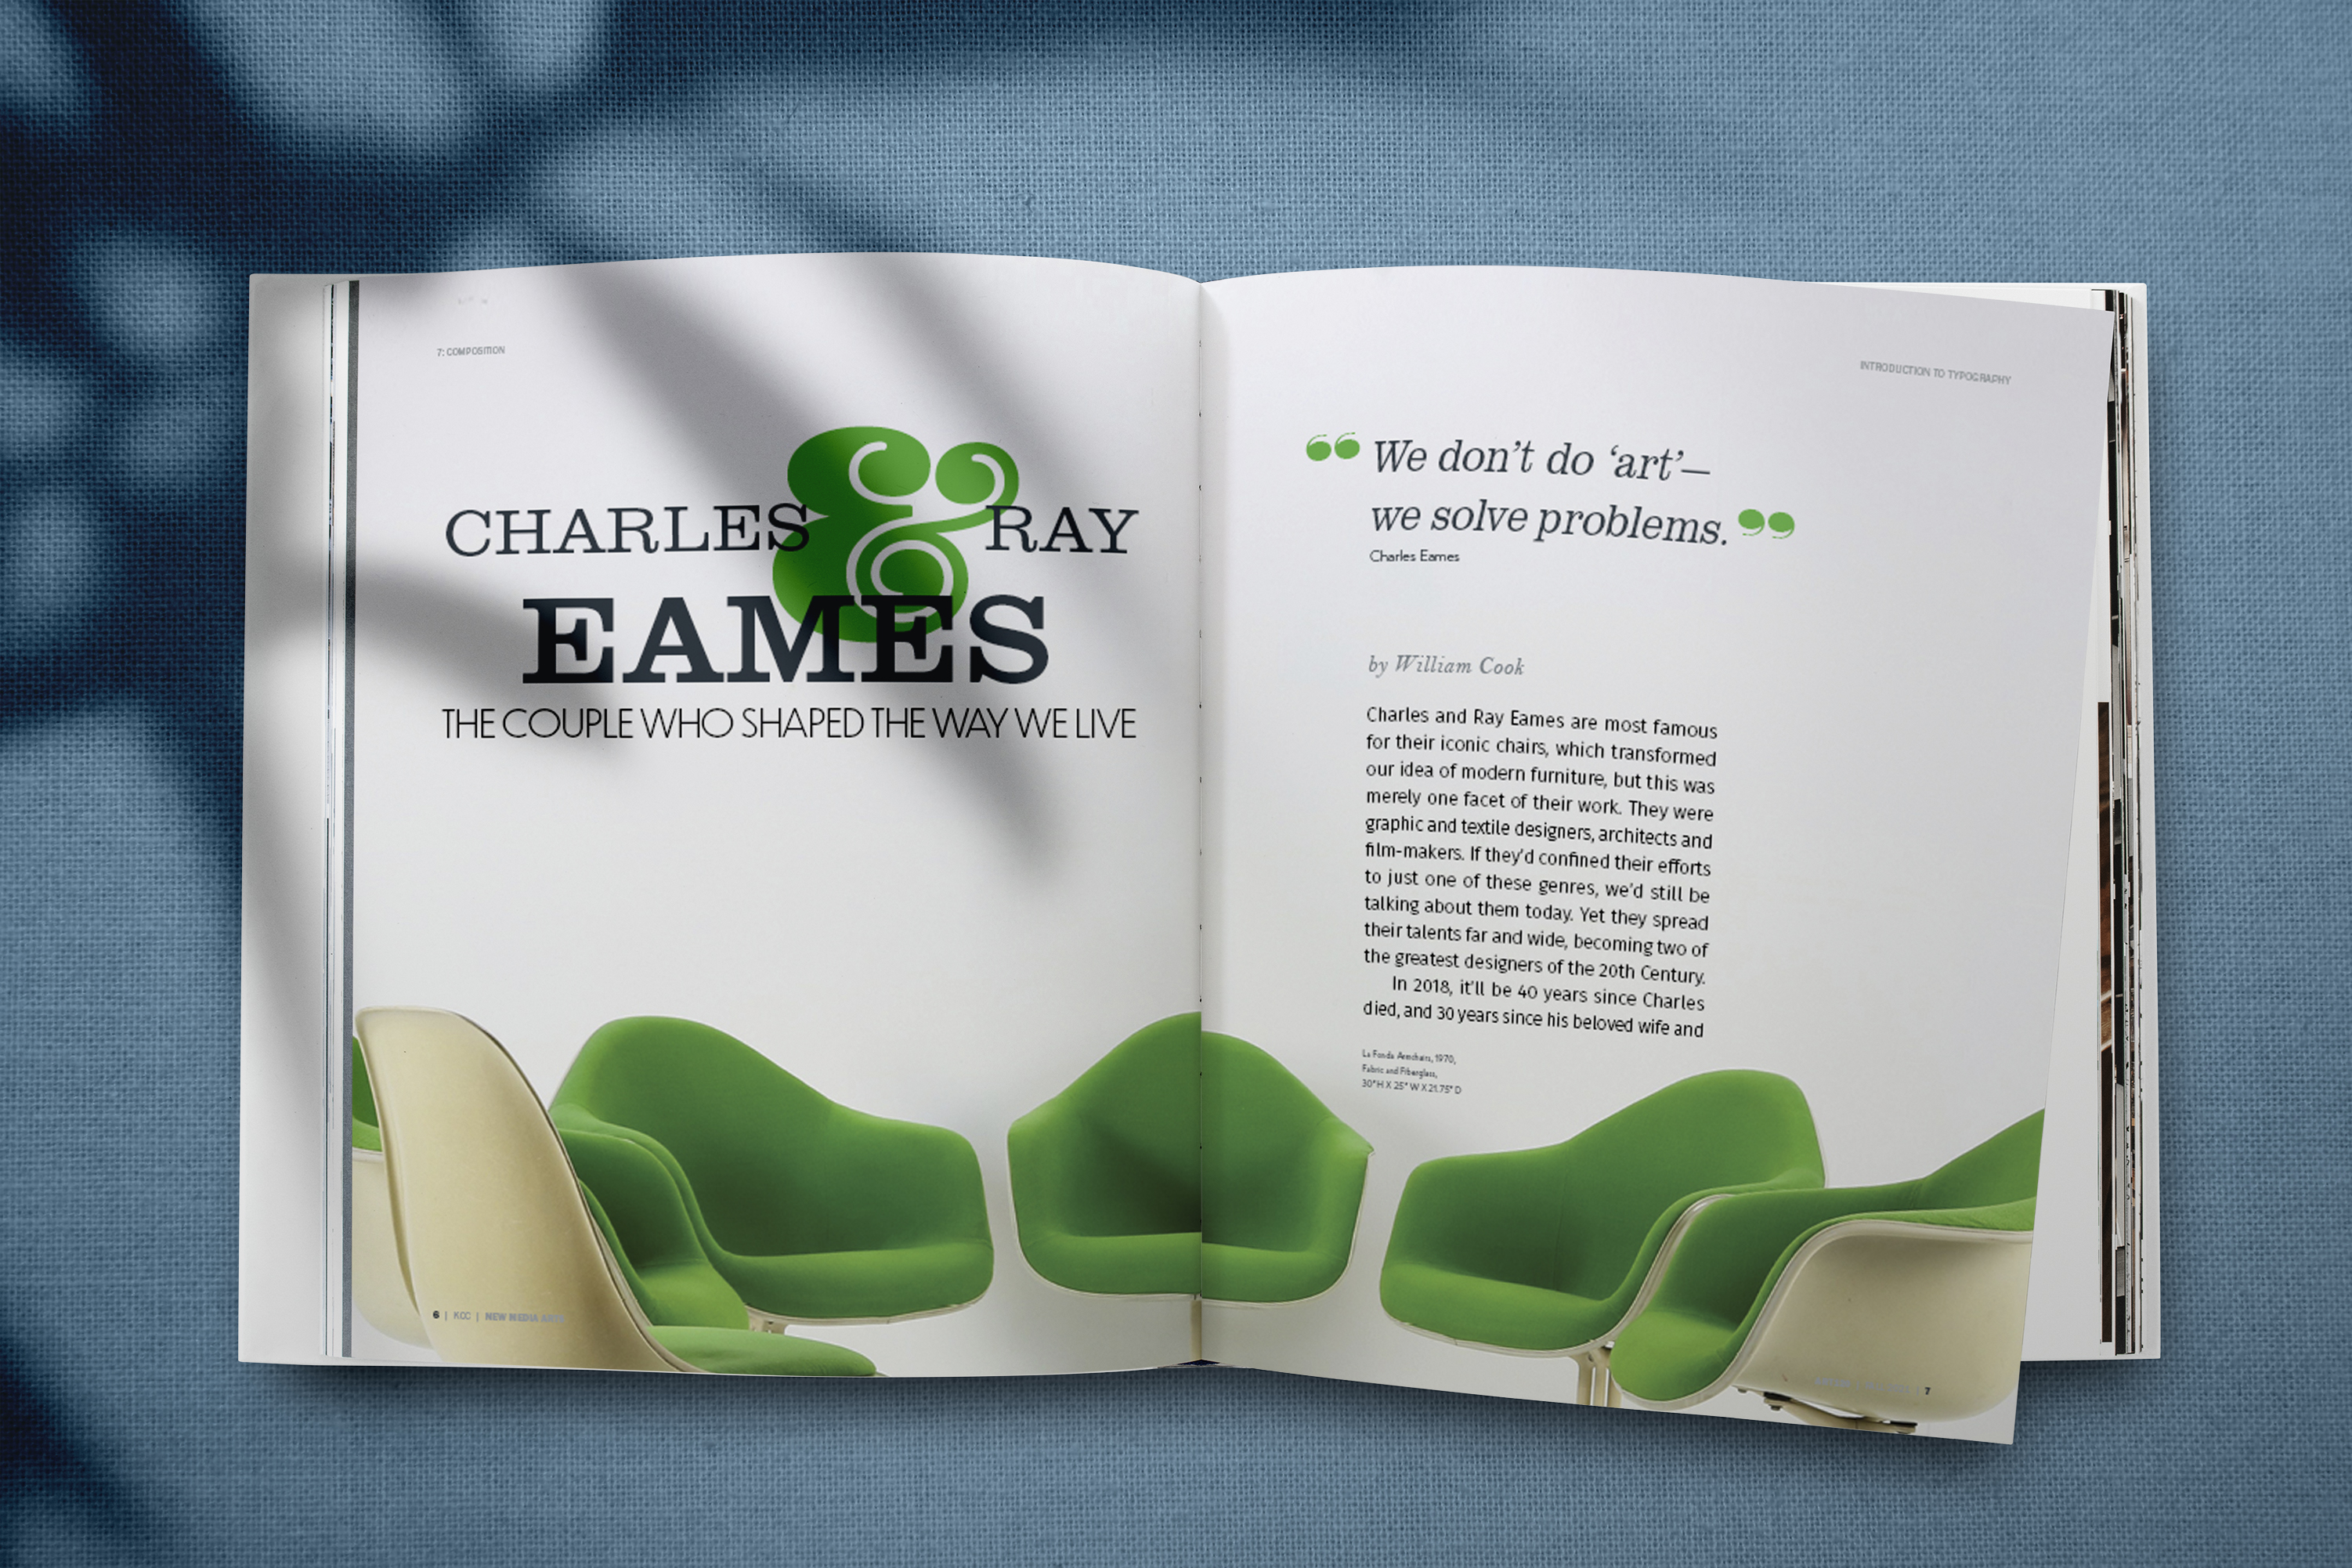 7: COMPOSITION
CHARLES & RAY
EAMES
THE COUPLE WHO SHAPED THE WAY WE LIVE
6 | KCC | NEW MEDIA ARTS
INTRODUCTION TO TYPOGRAPHY
“We don’t do ‘art’—
we solve problems.”
Charles Eames
by William Cook
Charles and Ray Eames are most famous
for their iconic chairs, which transformed
our idea of modern furniture, but this was
merely one facet of their work. They were
graphic and textile designers, architects and
film-makers. If they’d confined their efforts
to just one of these genres, we’d still be
talking about them today. Yet they spread
their talents far and wide, becoming two of
the greatest designers of the 20th Century.
In 2018, it’ll be 40 years since Charles
died, and 30 years since his beloved wife and
La Fonda Armchairs, 1970,
Fabric and Fiberglass,
30" H X 25" W X 21.75" D
| 7